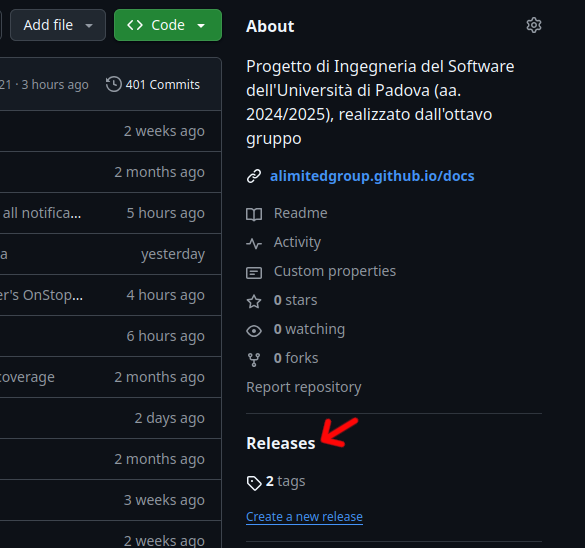 Add file
Code
21 · 3 hours ago
401 Commits
2 weeks ago
2 months ago
all notifica...
5 hours ago
a
yesterday
er's OnStop...
4 hours ago
6 hours ago
coverage
2 months ago
2 days ago
2 months ago
3 weeks ago
2 weeks ago
About
Progetto di Ingegneria del Software
dell'Università di Padova (aa.
2024/2025), realizzato dall'ottavo
gruppo
alimitedgroup.github.io/docs
Readme
Activity
Custom properties
0 stars
0 watching
0 forks
Report repository
Releases
2 tags
Create a new release